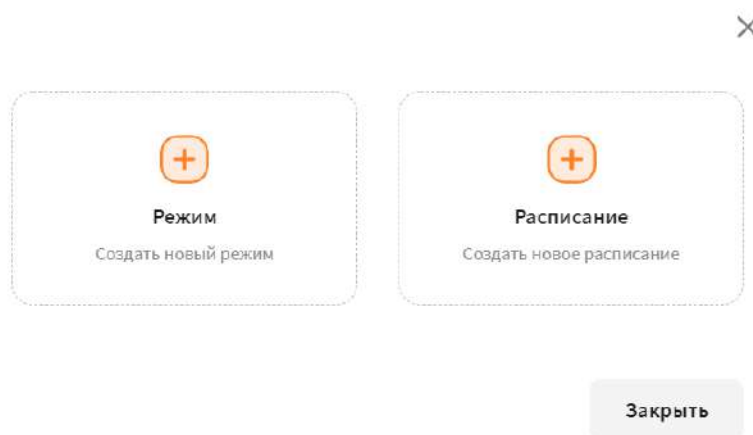 Режим
Создать новый режим
Расписание
Создать новое расписание
Закрыть